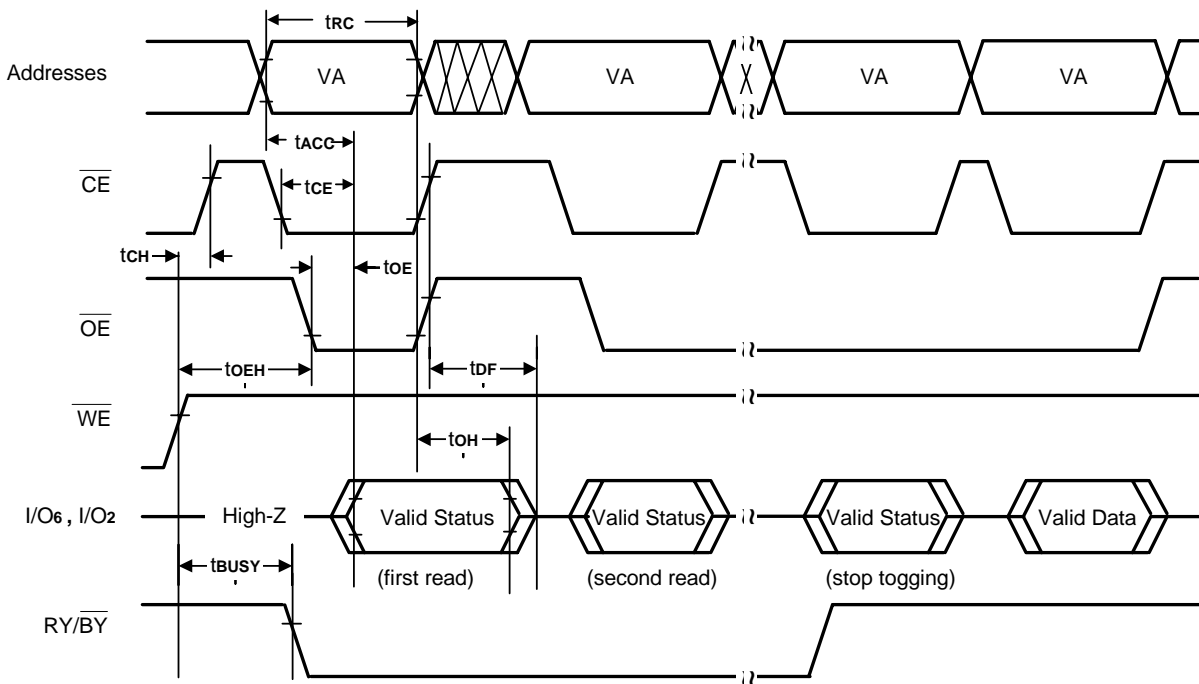 tRC
Addresses VA VA VA VA
tACC
CE tCE
tCH tOE
OE
tOEH tDF
WE
tOH
I/O6 , I/O2 High-Z Valid Status Valid Status Valid Status Valid Data
tBUSY (first read) (second read) (stop togging)
RY/BY